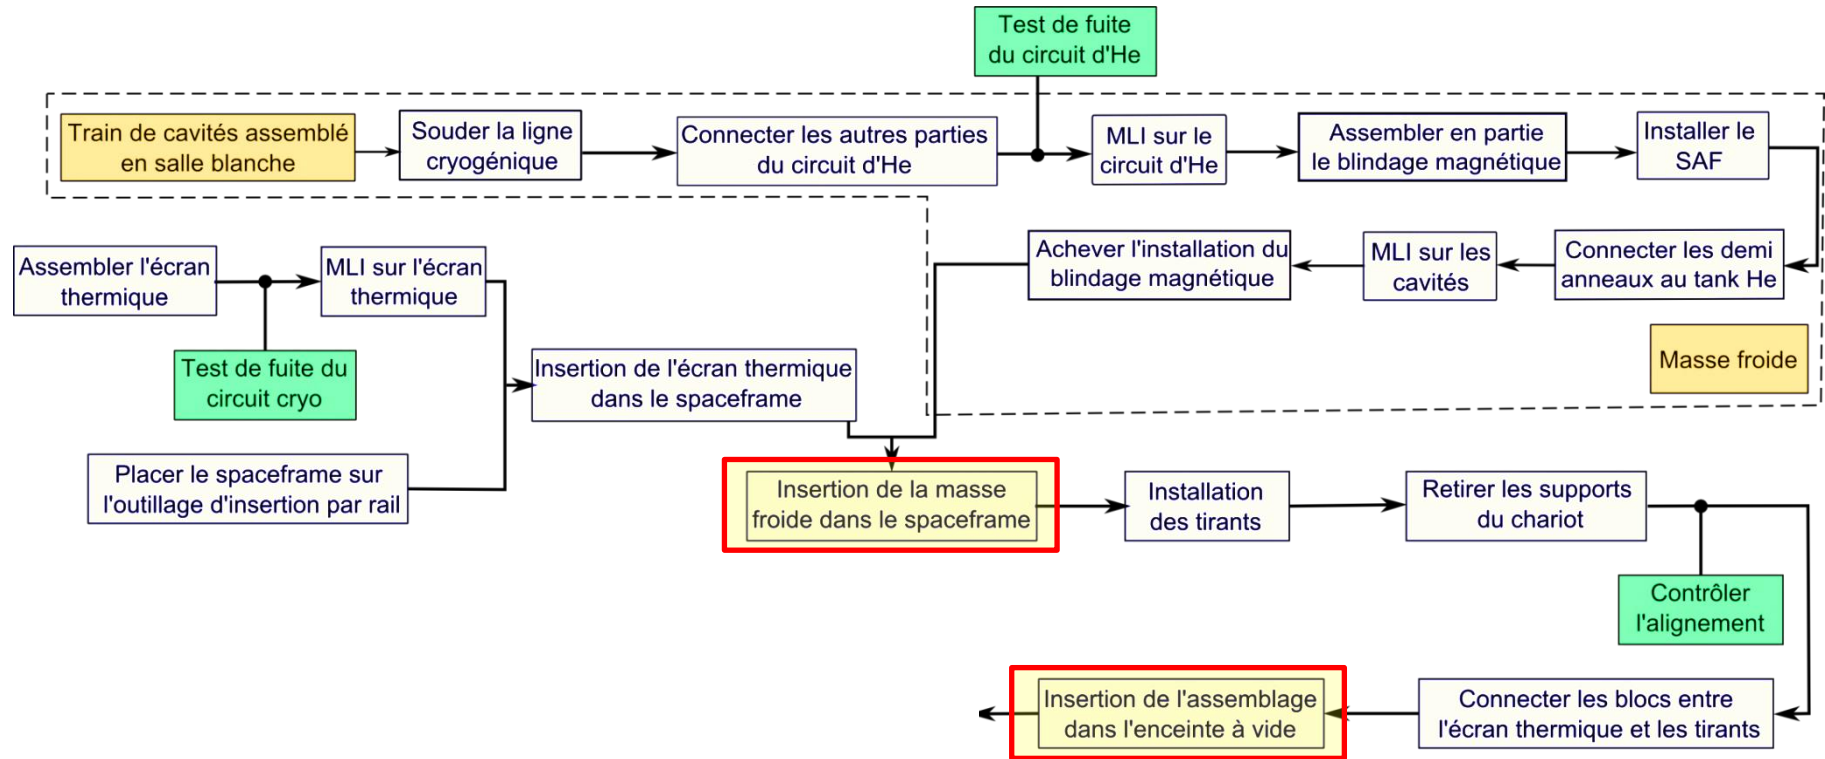 Test de fuite
du circuit d'He
Train de cavités assemblé
en salle blanche
Souder la ligne
cryogénique
Connecter les autres parties
du circuit d'He
MLI sur le
circuit d'He
Assembler en partie
le blindage magnétique
Installer le
SAF
Assembler l'écran
thermique
MLI sur l'écran
thermique
Achever l'installation du
blindage magnétique
MLI sur les
cavités
Connecter les demi
anneaux au tank He
Test de fuite du
circuit cryo
Insertion de l'écran thermique
dans le spaceframe
Masse froide
Placer le spaceframe sur
l'outillage d'insertion par rail
Insertion de la masse
froide dans le spaceframe
Installation
des tirants
Retirer les supports
du chariot
Contrôler
l'alignement
Insertion de l'assemblage
dans l'enceinte à vide
Connecter les blocs entre
l'écran thermique et les tirants